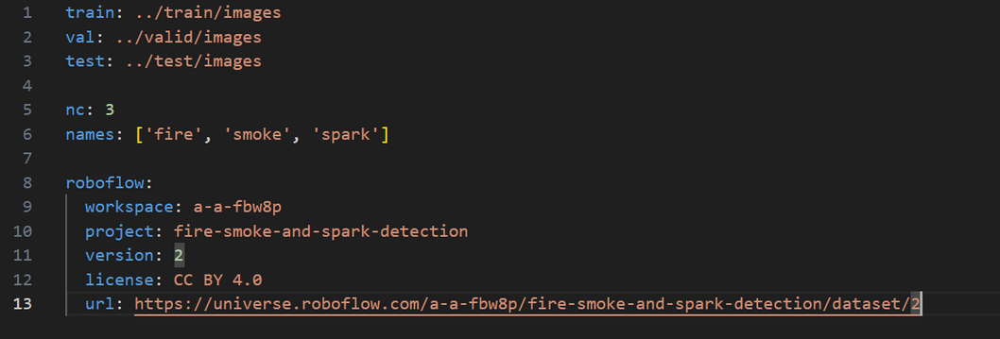 1 train: ../train/images
2 val: ../valid/images
3 test: ../test/images
4
5 nc: 3
6 names: ['fire', 'smoke', 'spark']
7
8 roboflow:
9   workspace: a-a-fbw8p
10   project: fire-smoke-and-spark-detection
11   version: 2
12   license: CC BY 4.0
13   url: https://universe.roboflow.com/a-a-fbw8p/fire-smoke-and-spark-detection/dataset/2